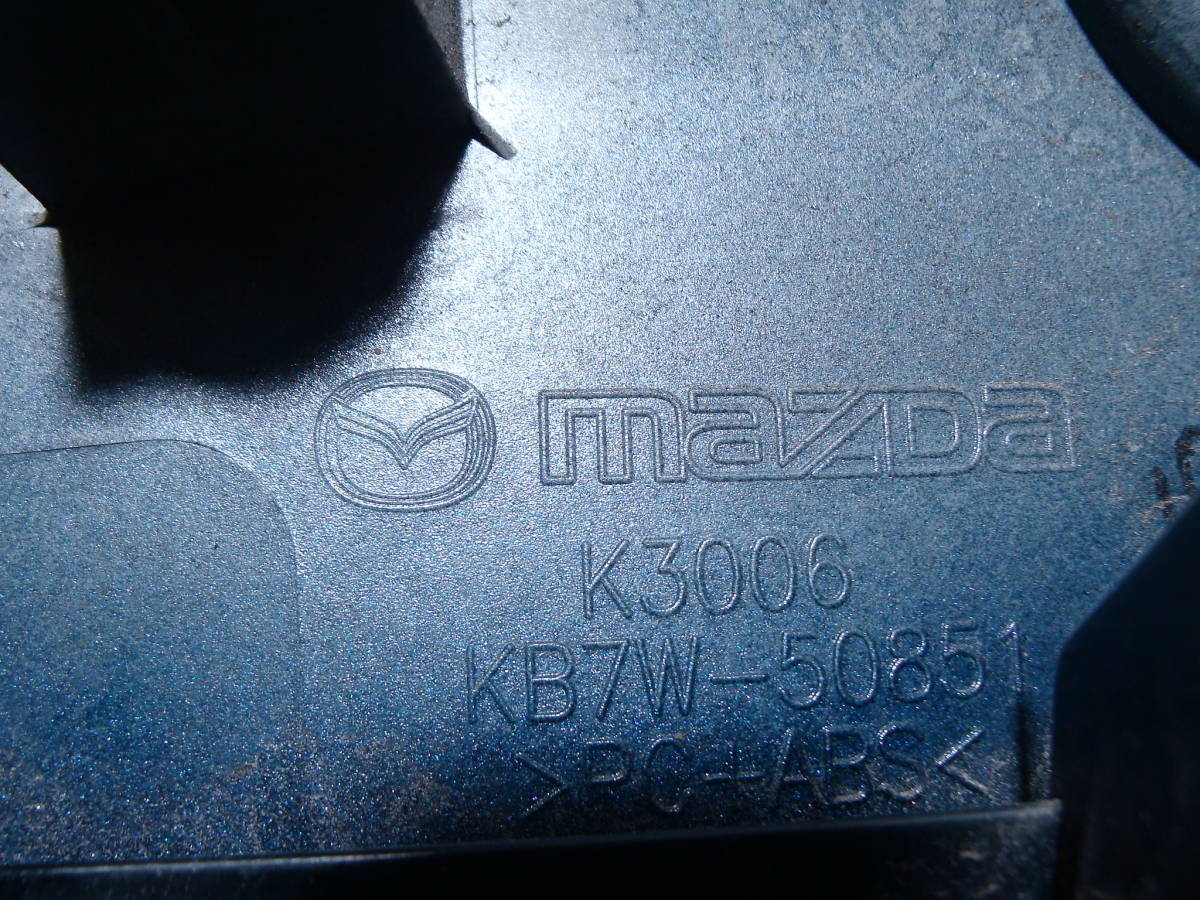 mazDa
K3006
KB7W-50851
>PC+ABS<